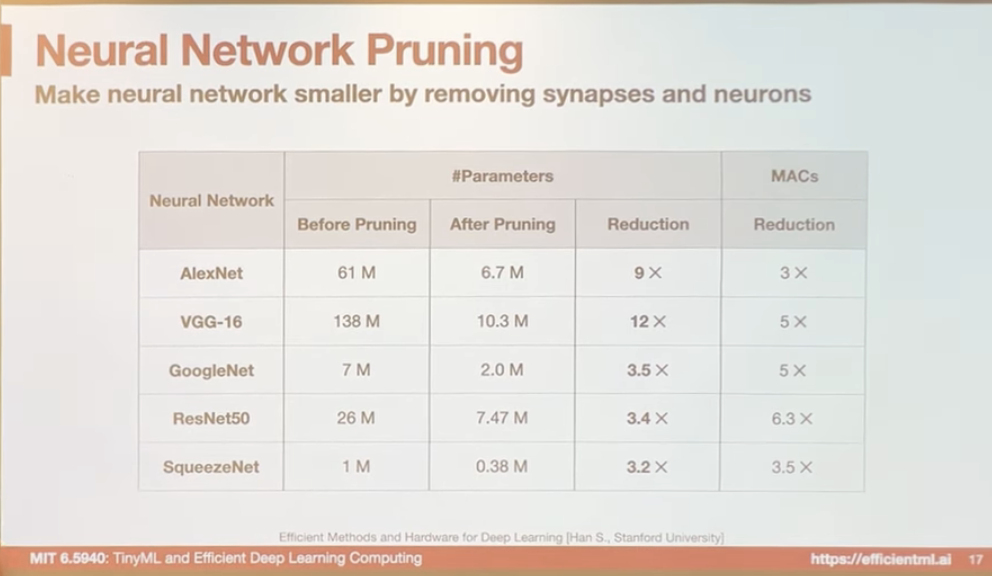 Neural Network Pruning
Make neural network smaller by removing synapses and neurons
Neural Network #Parameters MACs
Before Pruning After Pruning Reduction Reduction
AlexNet 61 M 6.7 M 9 × 3 ×
VGG-16 138 M 10.3 M 12 × 5 ×
GoogleNet 7 M 2.0 M 3.5 × 5 ×
ResNet50 26 M 7.47 M 3.4 × 6.3 ×
SqueezeNet 1 M 0.38 M 3.2 × 3.5 ×
Efficient Methods and Hardware for Deep Learning [Han S., Stanford University]
MIT 6.5940: TinyML and Efficient Deep Learning Computing https://efficientml.ai 17